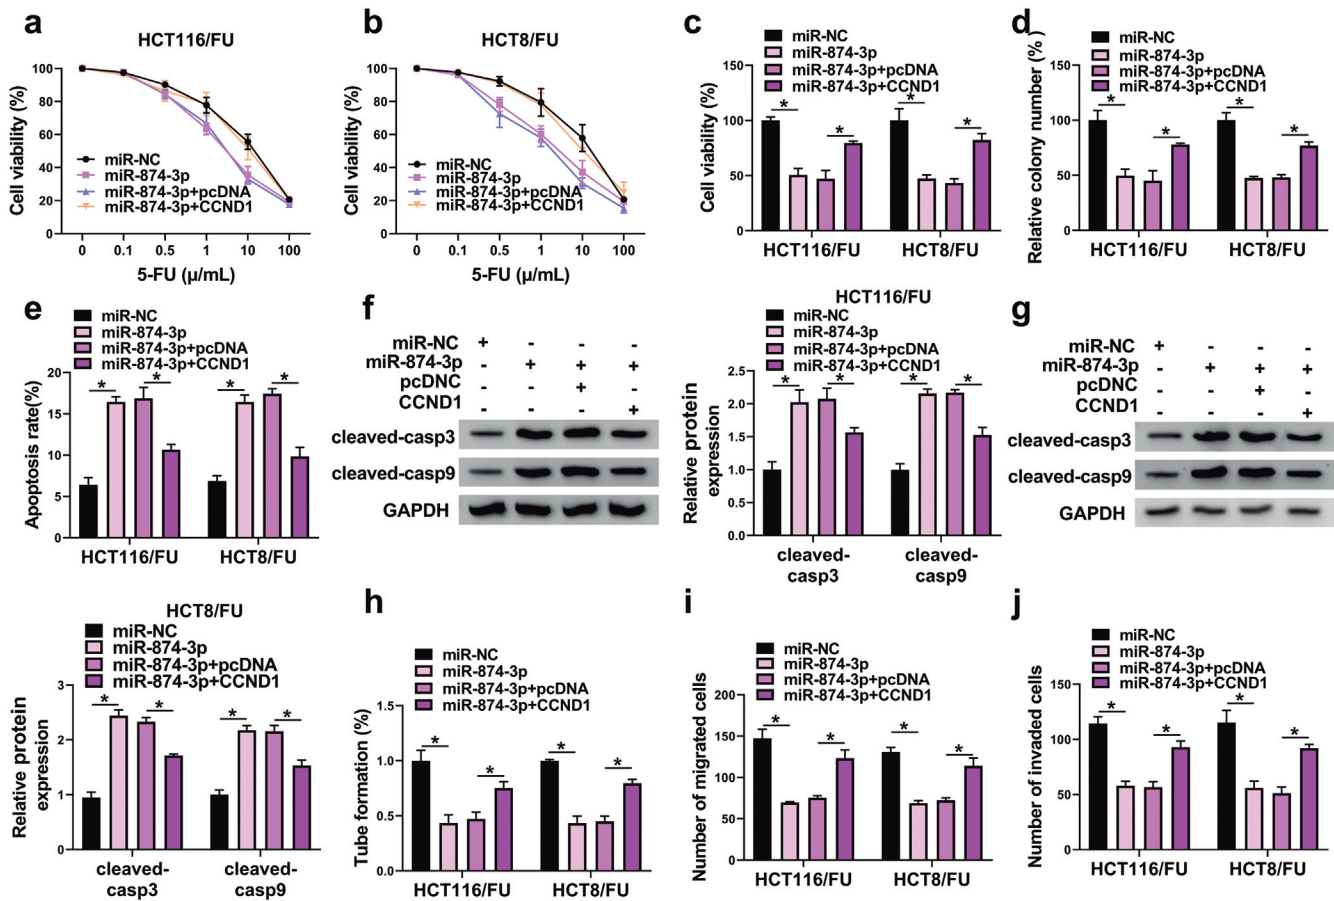 a
HCT116/FU
Cell viability (%)
100
80
60
40
20
0
miR-NC
miR-874-3p
miR-874-3p+pcDNA
miR-874-3p+CCND1
0 0.1 0.5 1 10 100
5-FU (μ/mL)
b
HCT8/FU
Cell viability (%)
100
80
60
40
20
0
miR-NC
miR-874-3p
miR-874-3p+pcDNA
miR-874-3p+CCND1
0 0.1 0.5 1 10 100
5-FU (μ/mL)
c
miR-NC
miR-874-3p
miR-874-3p+pcDNA
miR-874-3p+CCND1
Cell viability (%)
150
100
50
0
* * * *
HCT116/FU HCT8/FU
d
miR-NC
miR-874-3p
miR-874-3p+pcDNA
miR-874-3p+CCND1
Relative colony number (% )
150
100
50
0
* * * *
HCT116/FU HCT8/FU
e
miR-NC
miR-874-3p
miR-874-3p+pcDNA
miR-874-3p+CCND1
Apoptosis rate(%)
20
15
10
5
0
* * * *
HCT116/FU HCT8/FU
f
miR-NC + - - -
miR-874-3p - + + +
pcDNC - - + -
CCND1 - - - +
cleaved-casp3
cleaved-casp9
GAPDH
HCT116/FU
miR-NC
miR-874-3p
miR-874-3p+pcDNA
miR-874-3p+CCND1
Relative protein
expression
2.5
2.0
1.5
1.0
0.5
0.0
* * * *
cleaved- cleaved-
casp3 casp9
g
miR-NC + - - -
miR-874-3p - + + +
pcDNC - - + -
CCND1 - - - +
cleaved-casp3
cleaved-casp9
GAPDH
HCT8/FU
miR-NC
miR-874-3p
miR-874-3p+pcDNA
miR-874-3p+CCND1
Relative protein
expression
3
2
1
0
* * * *
cleaved- cleaved-
casp3 casp9
h
miR-NC
miR-874-3p
miR-874-3p+pcDNA
miR-874-3p+CCND1
Tube formation (%)
1.5
1.0
0.5
0.0
* * * *
HCT116/FU HCT8/FU
i
miR-NC
miR-874-3p
miR-874-3p+pcDNA
miR-874-3p+CCND1
Number of migrated cells
200
150
100
50
0
* * * *
HCT116/FU HCT8/FU
j
miR-NC
miR-874-3p
miR-874-3p+pcDNA
miR-874-3p+CCND1
Number of invaded cells
150
100
50
0
* * * *
HCT116/FU HCT8/FU